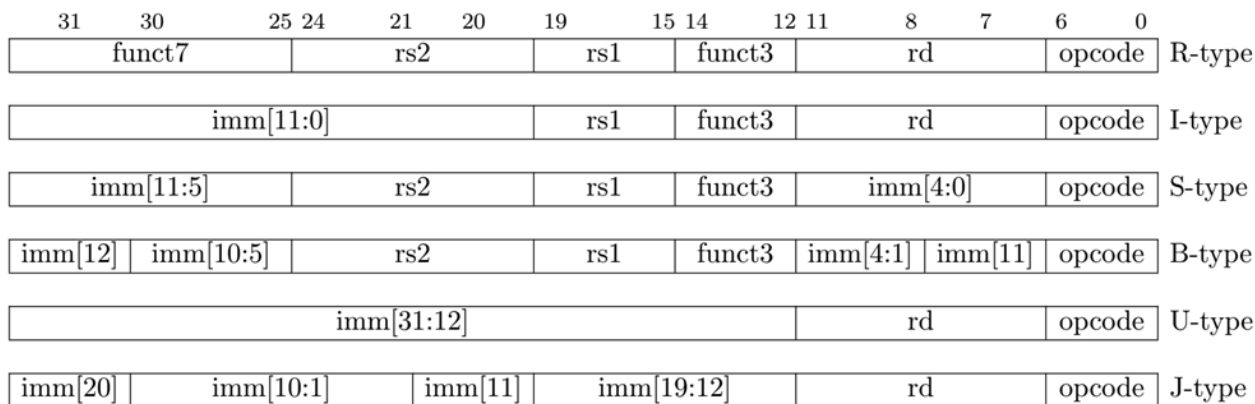 31 30 25 24 21 20 19 15 14 12 11 8 7 6 0
funct7 rs2 rs1 funct3 rd opcode R-type
imm[11:0] rs1 funct3 rd opcode I-type
imm[11:5] rs2 rs1 funct3 imm[4:0] opcode S-type
imm[12] imm[10:5] rs2 rs1 funct3 imm[4:1] imm[11] opcode B-type
imm[31:12] rd opcode U-type
imm[20] imm[10:1] imm[11] imm[19:12] rd opcode J-type